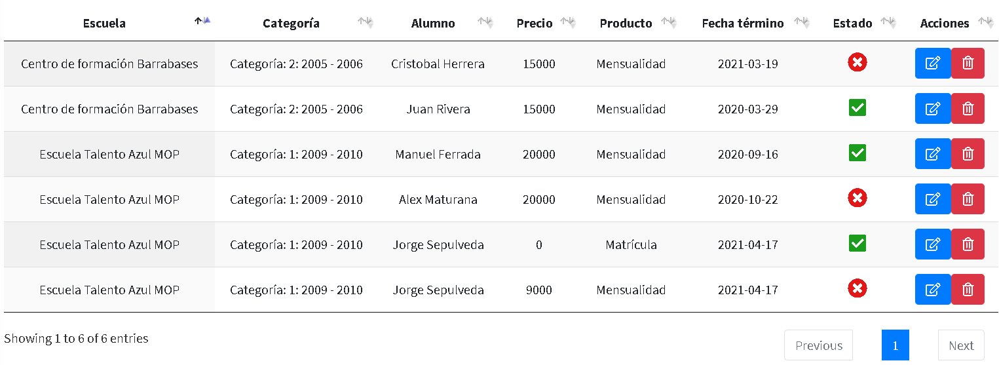 Escuela Categoría Alumno Precio Producto Fecha término Estado Acciones
Centro de formación Barrabases Categoría: 2: 2005 - 2006 Cristobal Herrera 15000 Mensualidad 2021-03-19
Centro de formación Barrabases Categoría: 2: 2005 - 2006 Juan Rivera 15000 Mensualidad 2020-03-29
Escuela Talento Azul MOP Categoría: 1: 2009 - 2010 Manuel Ferrada 20000 Mensualidad 2020-09-16
Escuela Talento Azul MOP Categoría: 1: 2009 - 2010 Alex Maturana 20000 Mensualidad 2020-10-22
Escuela Talento Azul MOP Categoría: 1: 2009 - 2010 Jorge Sepulveda 0 Matrícula 2021-04-17
Escuela Talento Azul MOP Categoría: 1: 2009 - 2010 Jorge Sepulveda 9000 Mensualidad 2021-04-17
Showing 1 to 6 of 6 entries Previous 1 Next